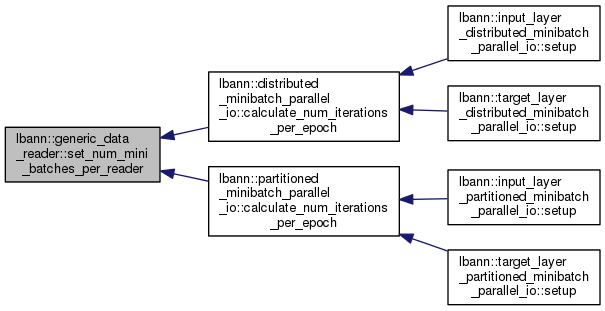 lbann::generic_data
_reader::set_num_mini
_batches_per_reader
lbann::distributed
_minibatch_parallel
_io::calculate_num_iterations
_per_epoch
lbann::partitioned
_minibatch_parallel
_io::calculate_num_iterations
_per_epoch
lbann::input_layer
_distributed_minibatch
_parallel_io::setup
lbann::target_layer
_distributed_minibatch
_parallel_io::setup
lbann::input_layer
_partitioned_minibatch
_parallel_io::setup
lbann::target_layer
_partitioned_minibatch
_parallel_io::setup